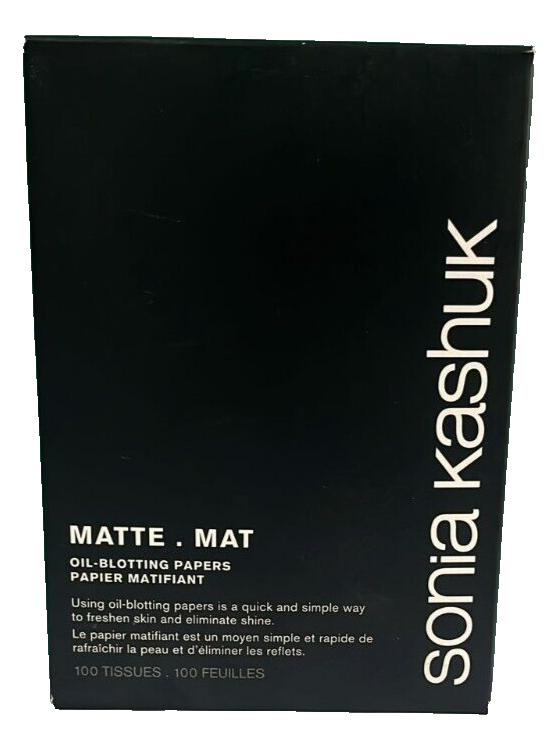 sonia kashuk
MATTE . MAT
OIL-BLOTTING PAPERS
PAPIER MATIFIANT
Using oil-blotting papers is a quick and simple way
to freshen skin and eliminate shine.
Le papier matifiant est un moyen simple et rapide de
rafraîchir la peau et d'éliminer les reflets.
100 TISSUES . 100 FEUILLES